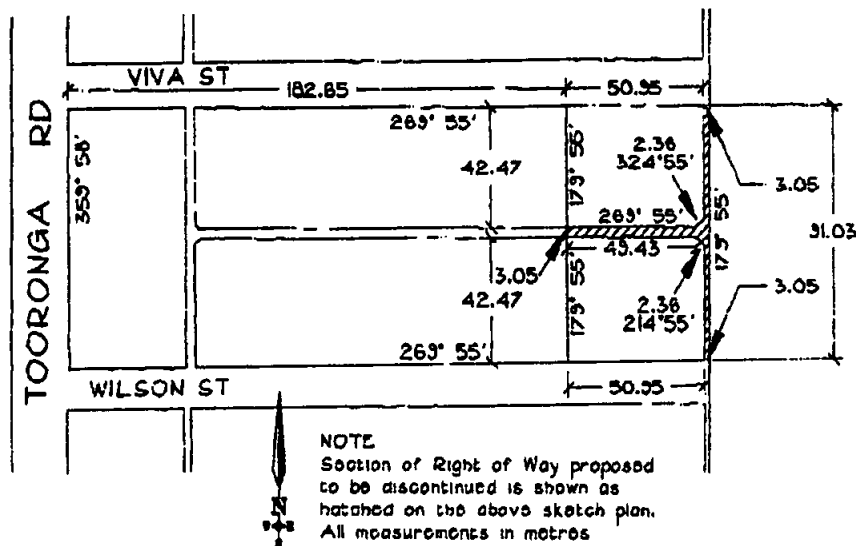 VIVA ST
182.85
50.95
TOORONGA RD
359° 58'
269° 55'
42.47
179° 55'
2.36
324°55'
3.05
269° 55'
179° 55'
91.03
49.43
3.05
42.47
179° 55'
2.36
214°55'
3.05
269° 55'
WILSON ST
50.95
NOTE
Section of Right of Way proposed
to be discontinued is shown as
hatched on the above sketch plan.
All measurements in metres
N